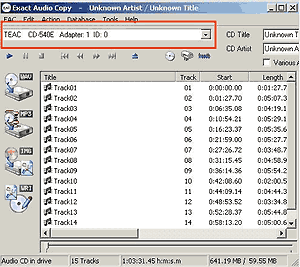 Exact Audio Copy - Unknown Artist / Unknown Title
EAC Edit Action Database Tools Help
TEAC CD-540E Adapter: 1 ID: 0
CD Title Unknown T
CD Artist Unknown
Various A
freedb
Title Track Start Length
WAV
MP3
IMG
WRI
Track01 01 0:00:00.00 0:01:27.7
Track02 02 0:01:27.70 0:05:07.3
Track03 03 0:06:35.08 0:04:19.1
Track04 04 0:10:54.21 0:05:29.1
Track05 05 0:16:23.37 0:05:35.6
Track06 06 0:21:59.00 0:05:27.7
Track07 07 0:27:26.72 0:03:48.7
Track08 08 0:31:15.45 0:04:58.9
Track09 09 0:36:14.36 0:05:54.2
Track10 10 0:42:08.60 0:02:00.5
Track11 11 0:44:09.14 0:04:44.3
Track12 12 0:48:53.52 0:03:34.8
Track13 13 0:52:28.37 0:05:44.8
Track14 14 0:58:13.20 0:05:00.6
Audio CD in drive 15 Tracks 1:03:31.45 h:m:s.m 641.19 MB / 59.55 MB